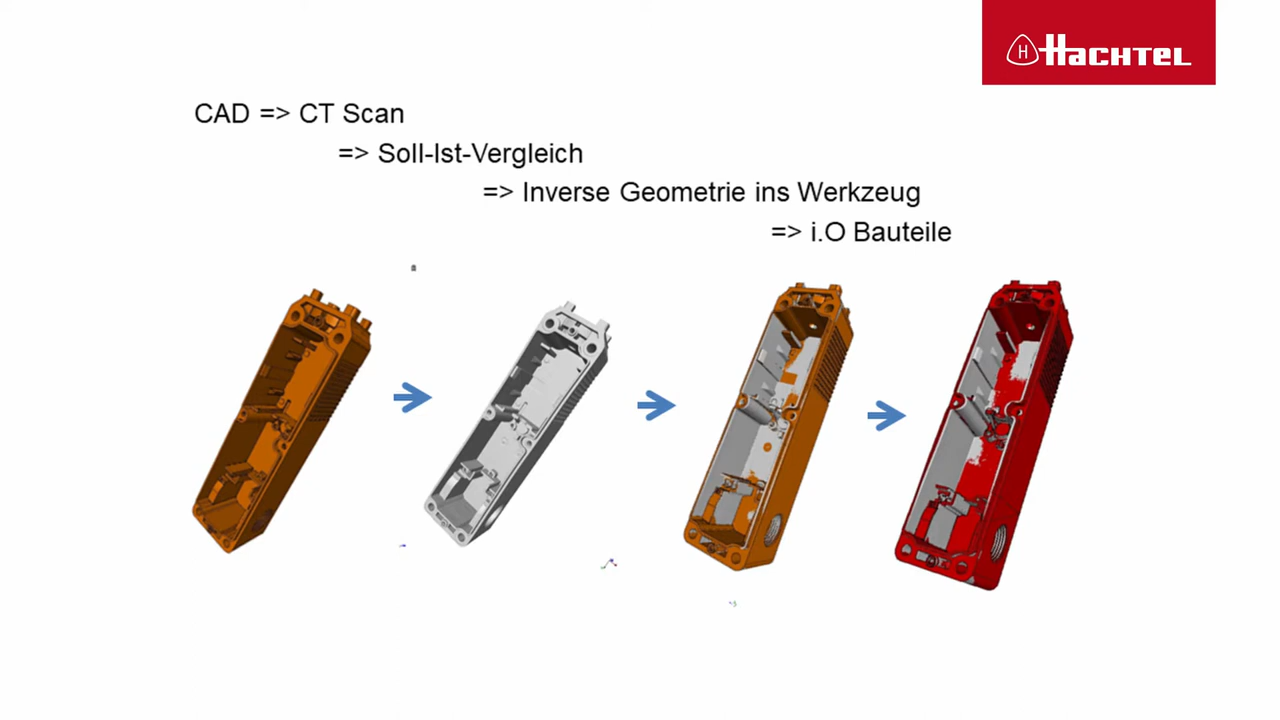 HACHTEL
CAD => CT Scan
=> Soll-Ist-Vergleich
=> Inverse Geometrie ins Werkzeug
=> i.O Bauteile